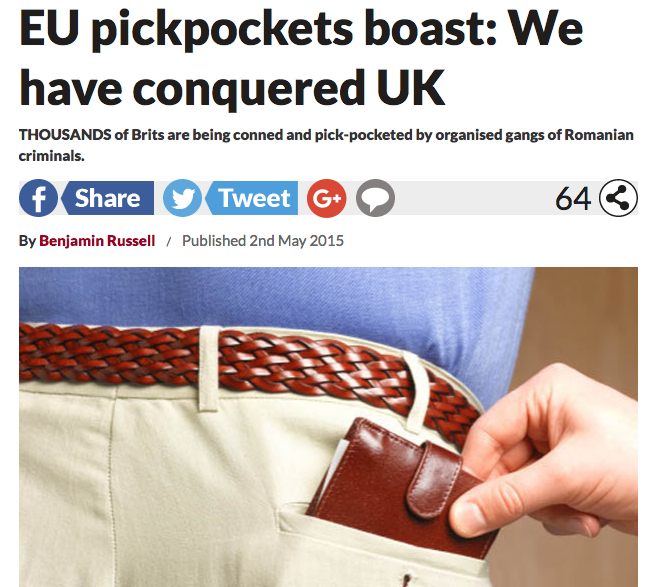 EU pickpockets boast: We
have conquered UK
THOUSANDS of Brits are being conned and pick-pocketed by organised gangs of Romanian
criminals.
f Share Tweet G+ 64
By Benjamin Russell / Published 2nd May 2015